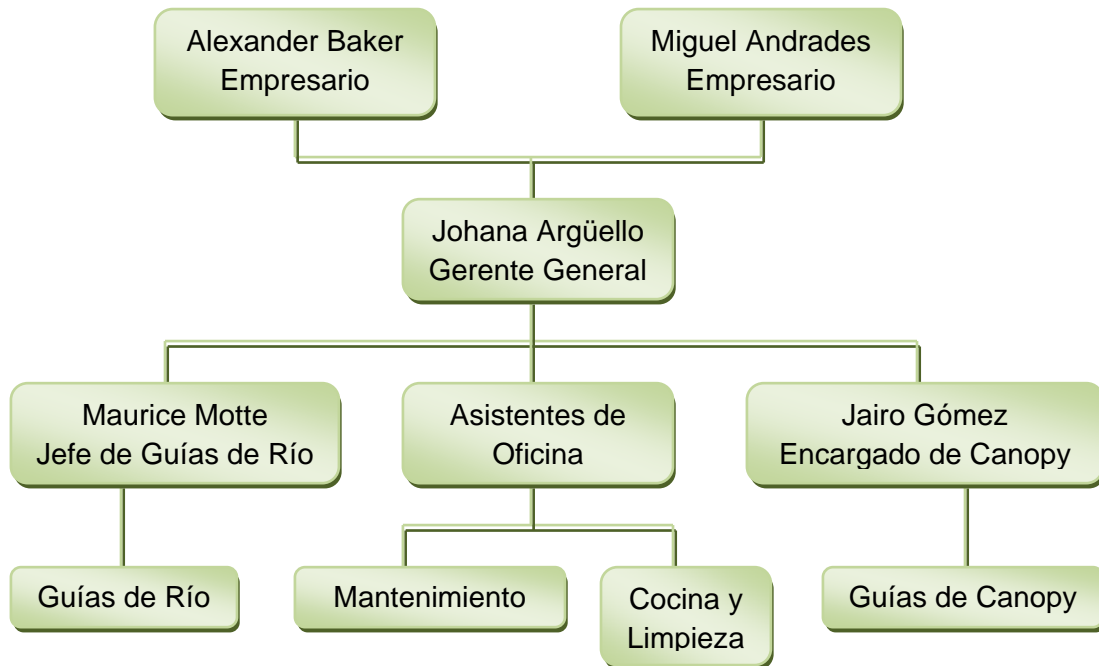 Alexander Baker
Empresario
Miguel Andrades
Empresario
Johana Argüello
Gerente General
Maurice Motte
Jefe de Guías de Río
Asistentes de
Oficina
Jairo Gómez
Encargado de Canopy
Guías de Río
Mantenimiento
Cocina y
Limpieza
Guías de Canopy